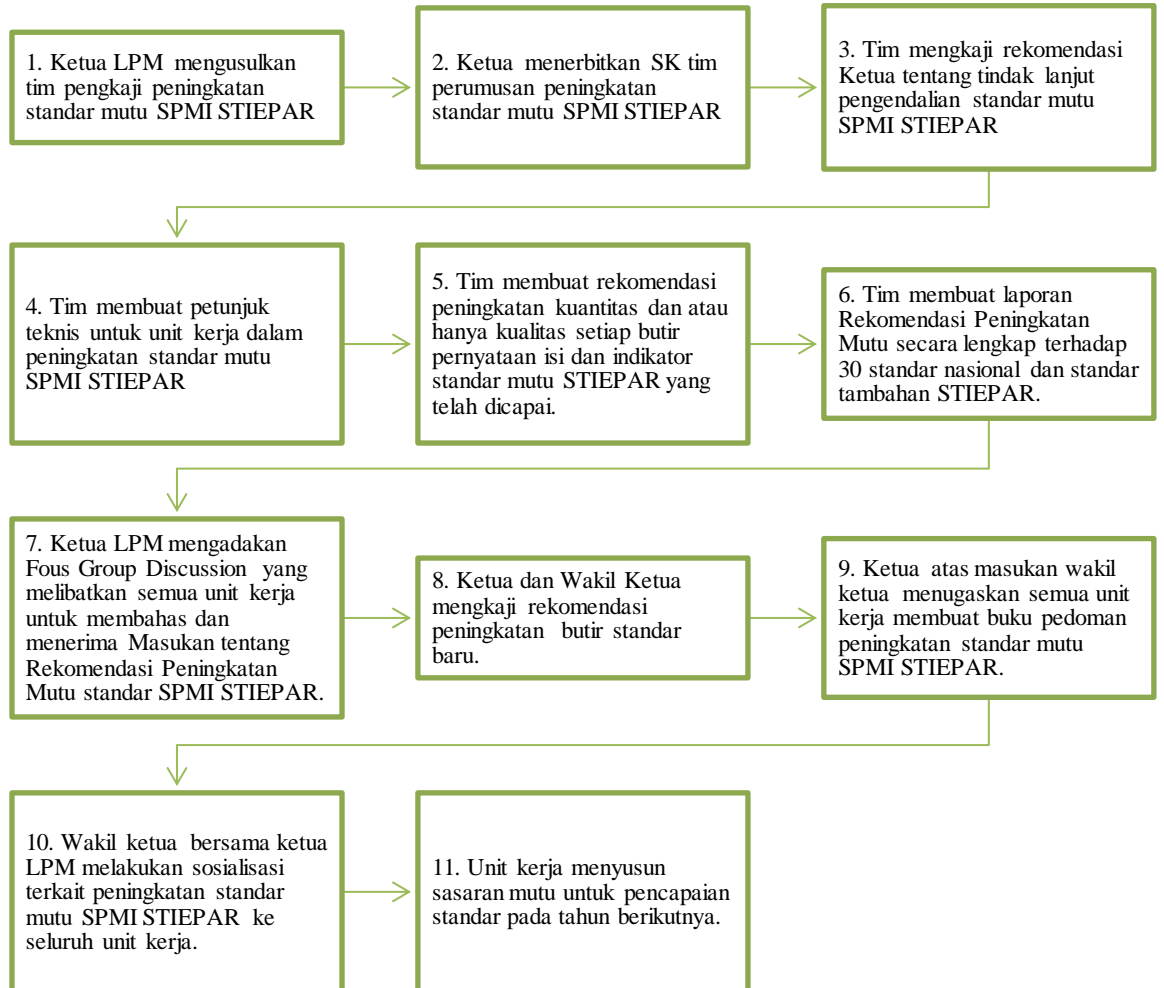 1. Ketua LPM mengusulkan
tim pengkaji peningkatan
standar mutu SPMI STIEPAR
2. Ketua menerbitkan SK tim
perumusan peningkatan
standar mutu SPMI STIEPAR
3. Tim mengkaji rekomendasi
Ketua tentang tindak lanjut
pengendalian standar mutu
SPMI STIEPAR
4. Tim membuat petunjuk
teknis untuk unit kerja dalam
peningkatan standar mutu
SPMI STIEPAR
5. Tim membuat rekomendasi
peningkatan kuantitas dan atau
hanya kualitas setiap butir
pernyataan isi dan indikator
standar mutu STIEPAR yang
telah dicapai.
6. Tim membuat laporan
Rekomendasi Peningkatan
Mutu secara lengkap terhadap
30 standar nasional dan standar
tambahan STIEPAR.
7. Ketua LPM mengadakan
Fous Group Discussion yang
melibatkan semua unit kerja
untuk membahas dan
menerima Masukan tentang
Rekomendasi Peningkatan
Mutu standar SPMI STIEPAR.
8. Ketua dan Wakil Ketua
mengkaji rekomendasi
peningkatan butir standar
baru.
9. Ketua atas masukan wakil
ketua menugaskan semua unit
kerja membuat buku pedoman
peningkatan standar mutu
SPMI STIEPAR.
10. Wakil ketua bersama ketua
LPM melakukan sosialisasi
terkait peningkatan standar
mutu SPMI STIEPAR ke
seluruh unit kerja.
11. Unit kerja menyusun
sasaran mutu untuk pencapaian
standar pada tahun berikutnya.